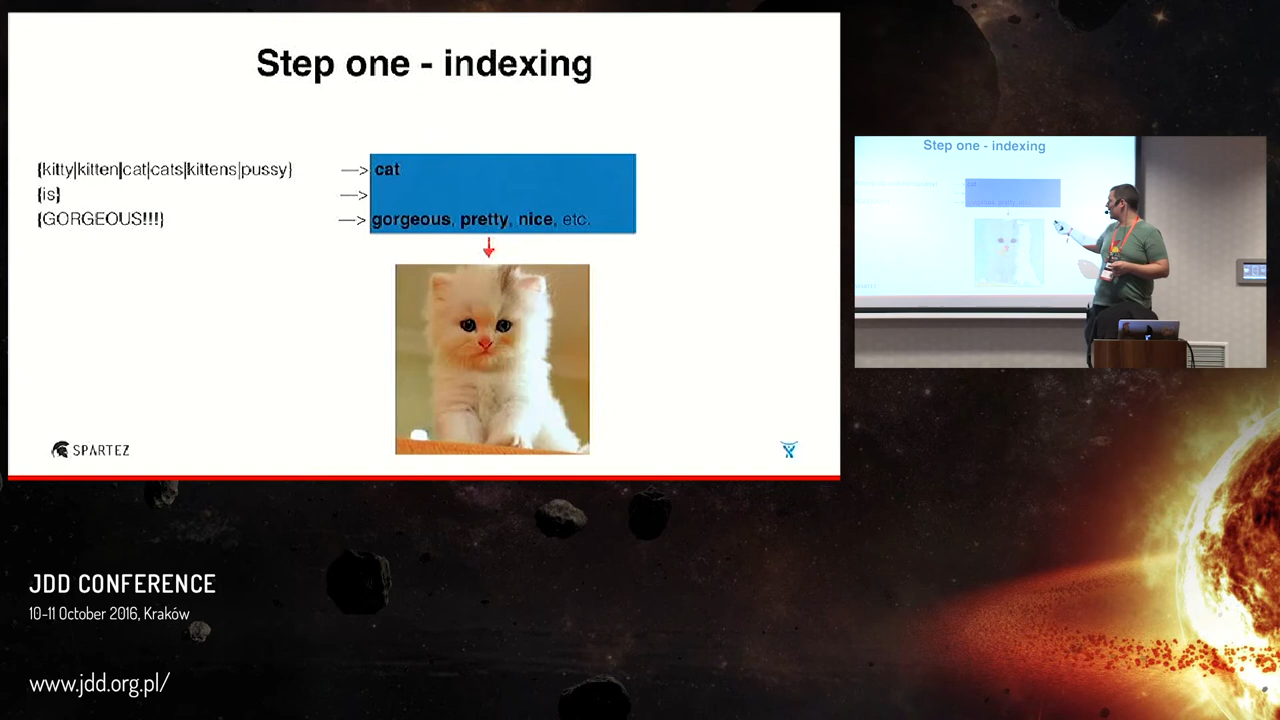 Step one - indexing
{kitty|kitten|cat|cats|kittens|pussy} —> cat
{is} —>
{GORGEOUS!!!} —> gorgeous, pretty, nice, etc.
SPARTEZ
Step one - indexing
JDD CONFERENCE
10-11 October 2016, Kraków
www.jdd.org.pl/